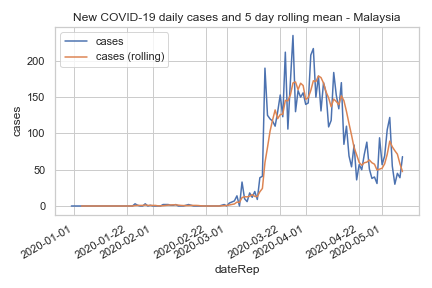 New COVID-19 daily cases and 5 day rolling mean - Malaysia
cases
cases (rolling)
cases
200
150
100
50
0
2020-01-01
2020-01-22
2020-02-01
2020-02-22
2020-03-01
2020-03-22
2020-04-01
2020-04-22
2020-05-01
dateRep